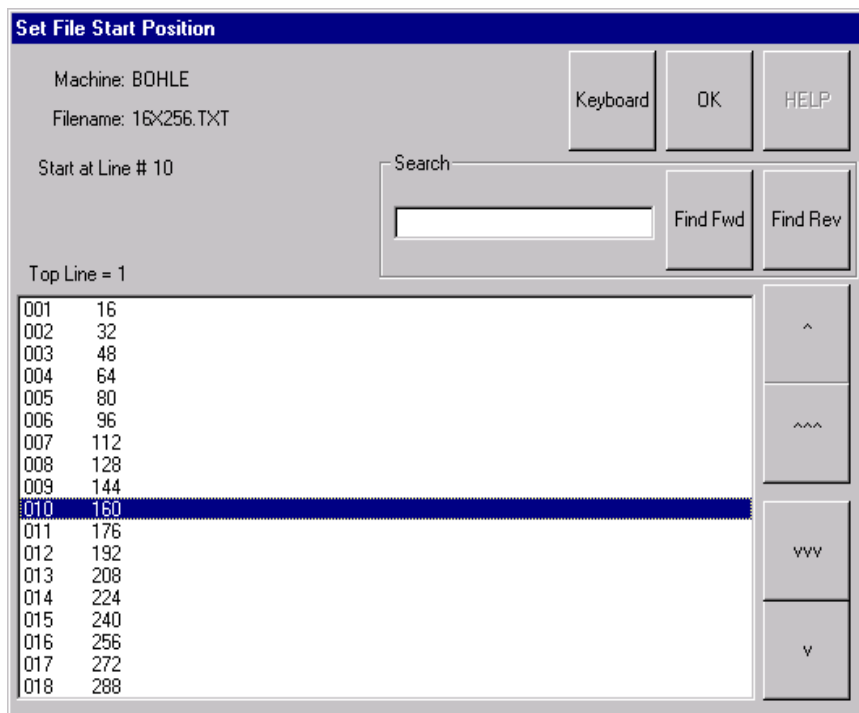 Set File Start Position
Machine: BOHLE
Filename: 16X256.TXT
Keyboard
OK
HELP
Start at Line # 10
Search
Find Fwd
Find Rev
Top Line = 1
001 16
002 32
003 48
004 64
005 80
006 96
007 112
008 128
009 144
010 160
011 176
012 192
013 208
014 224
015 240
016 256
017 272
018 288
^
^^^
vvv
v